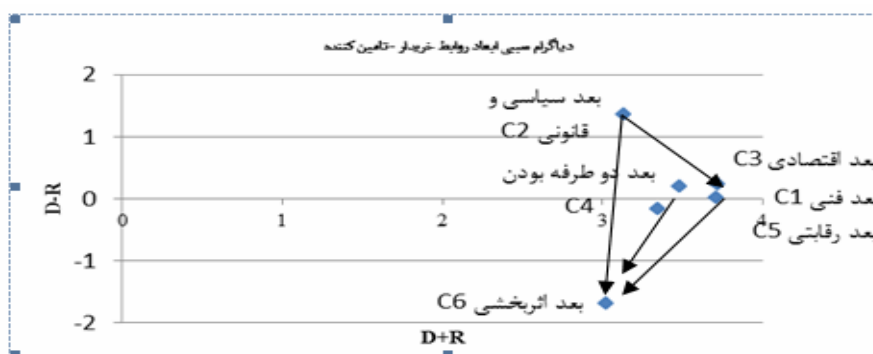 دیاگرام سببی ابعاد روابط خریدار -تامین کننده
2
1
0
-1
-2
D-R
0
1
2
3
4
D+R
بعد سیاسی و
قانونی C2
بعد اقتصادی C3
بعد دو طرفه بودن
C4
بعد فنی C1
بعد رقابتی C5
بعد اثربخشی C6